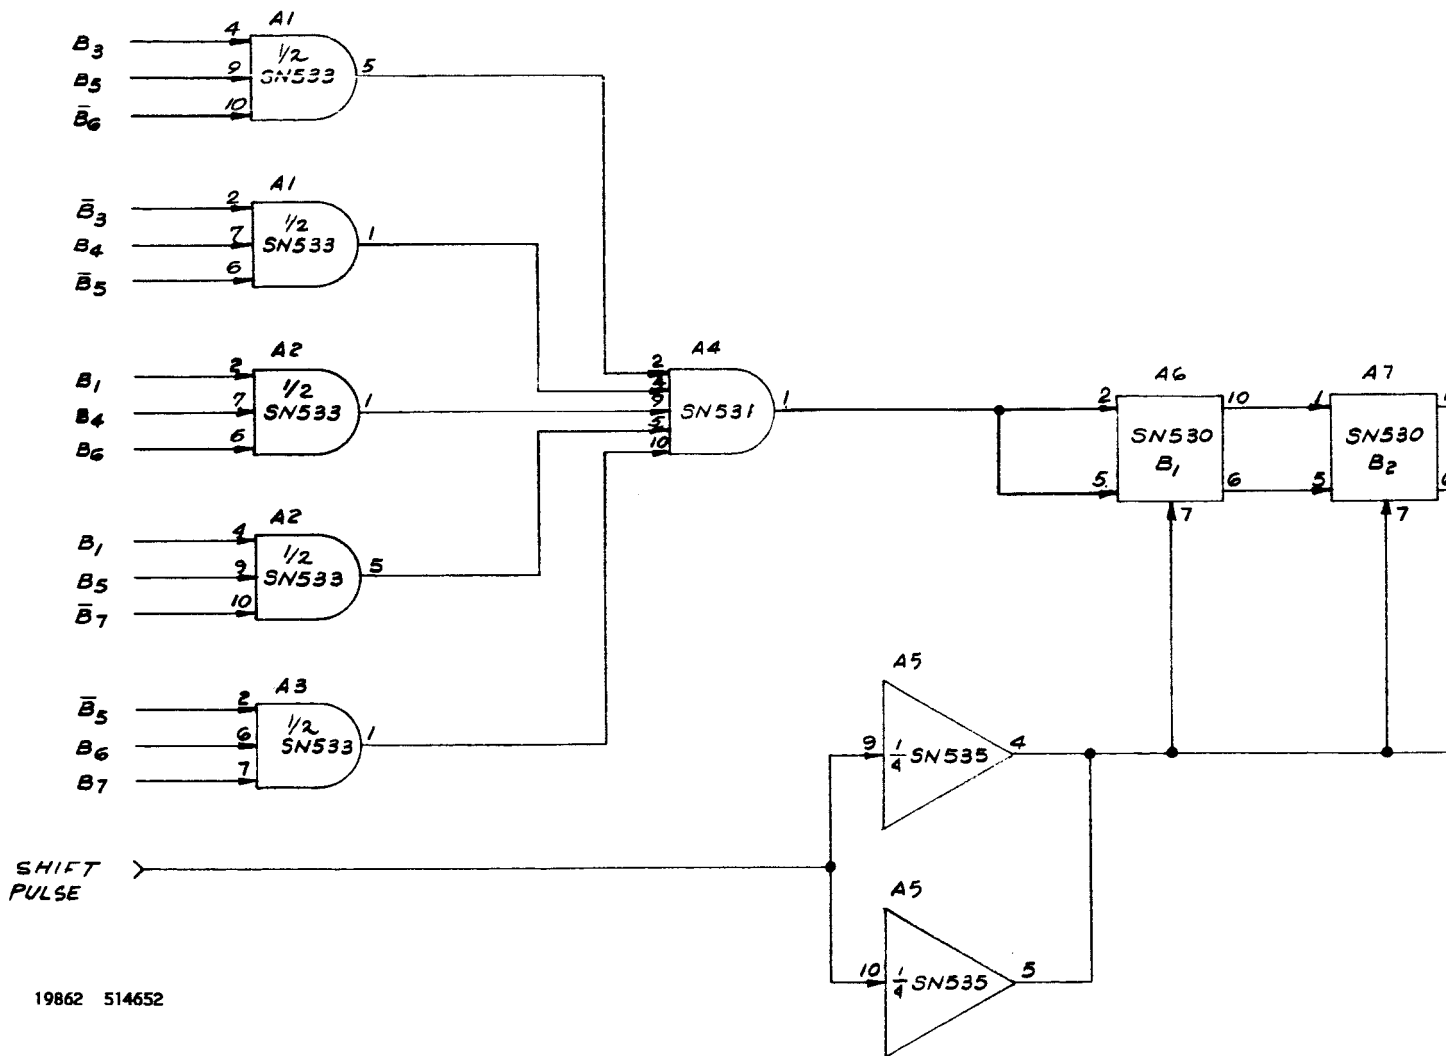 A1
B3 4 1/2
B5 9 SN533 5
B̅6 10
A1
B̅3 2 1/2
B4 7 SN533 1
B̅5 6
A2
B1 2 1/2
B4 7 SN533 1
B6 6
A2
B1 4 1/2
B5 9 SN533 5
B̅7 10
A3
B̅5 2 1/2
B6 6 SN533 1
B7 7
A4
2
4
9 SN531 1
5
10
A6
2 SN530 10
5 B1 6
7
A7
1 SN530
5 B2
7
SHIFT
PULSE
A5
9 1/4 SN535 4
A5
10 1/4 SN535 5
19862 514652